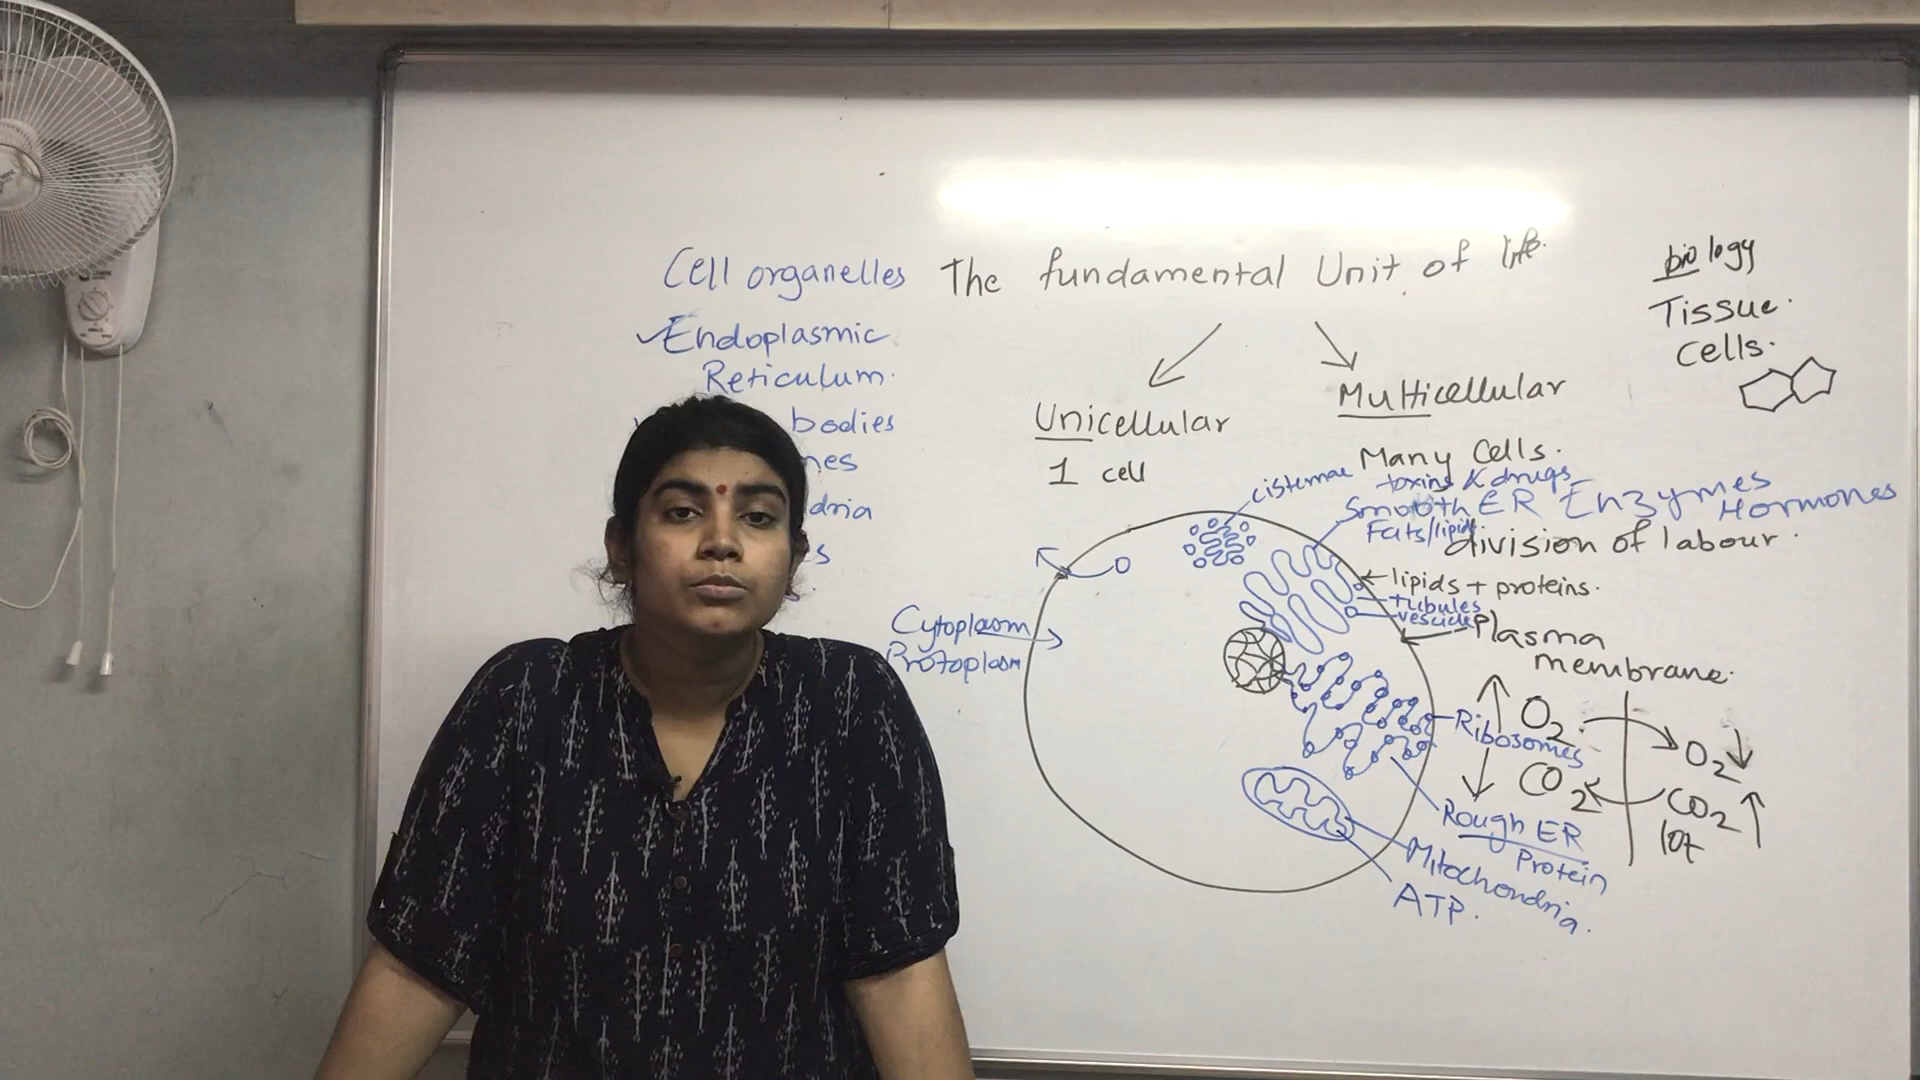 Cell organelles
Endoplasmic
Reticulum.
bodies
The fundamental Unit of life.
Unicellular
1 cell
Multicellular
Many Cells.
division of labour.
biology
Tissue.
Cells.
cisternae
toxins & drugs
Smooth ER Enzymes
Hormones
Fats/lipid
lipids + proteins.
tubules
vescicle
Plasma
membrane.
Cytoplasm
Protoplasm
Ribosomes
Rough ER
Protein
Mitochondria.
ATP.
O2
CO2
O2
CO2